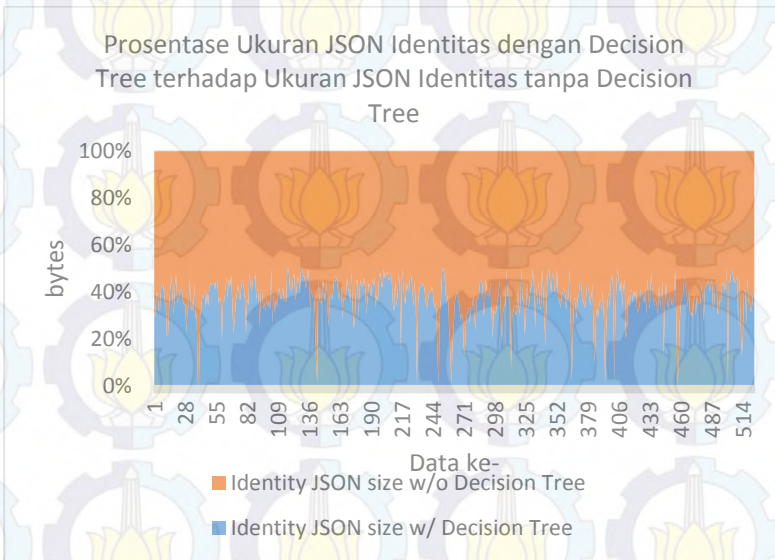 Prosentase Ukuran JSON Identitas dengan Decision
Tree terhadap Ukuran JSON Identitas tanpa Decision
Tree
100%
80%
60%
40%
20%
0%
bytes
1 28 55 82 109 136 163 190 217 244 271 298 325 352 379 406 433 460 487 514
Data ke-
Identity JSON size w/o Decision Tree
Identity JSON size w/ Decision Tree